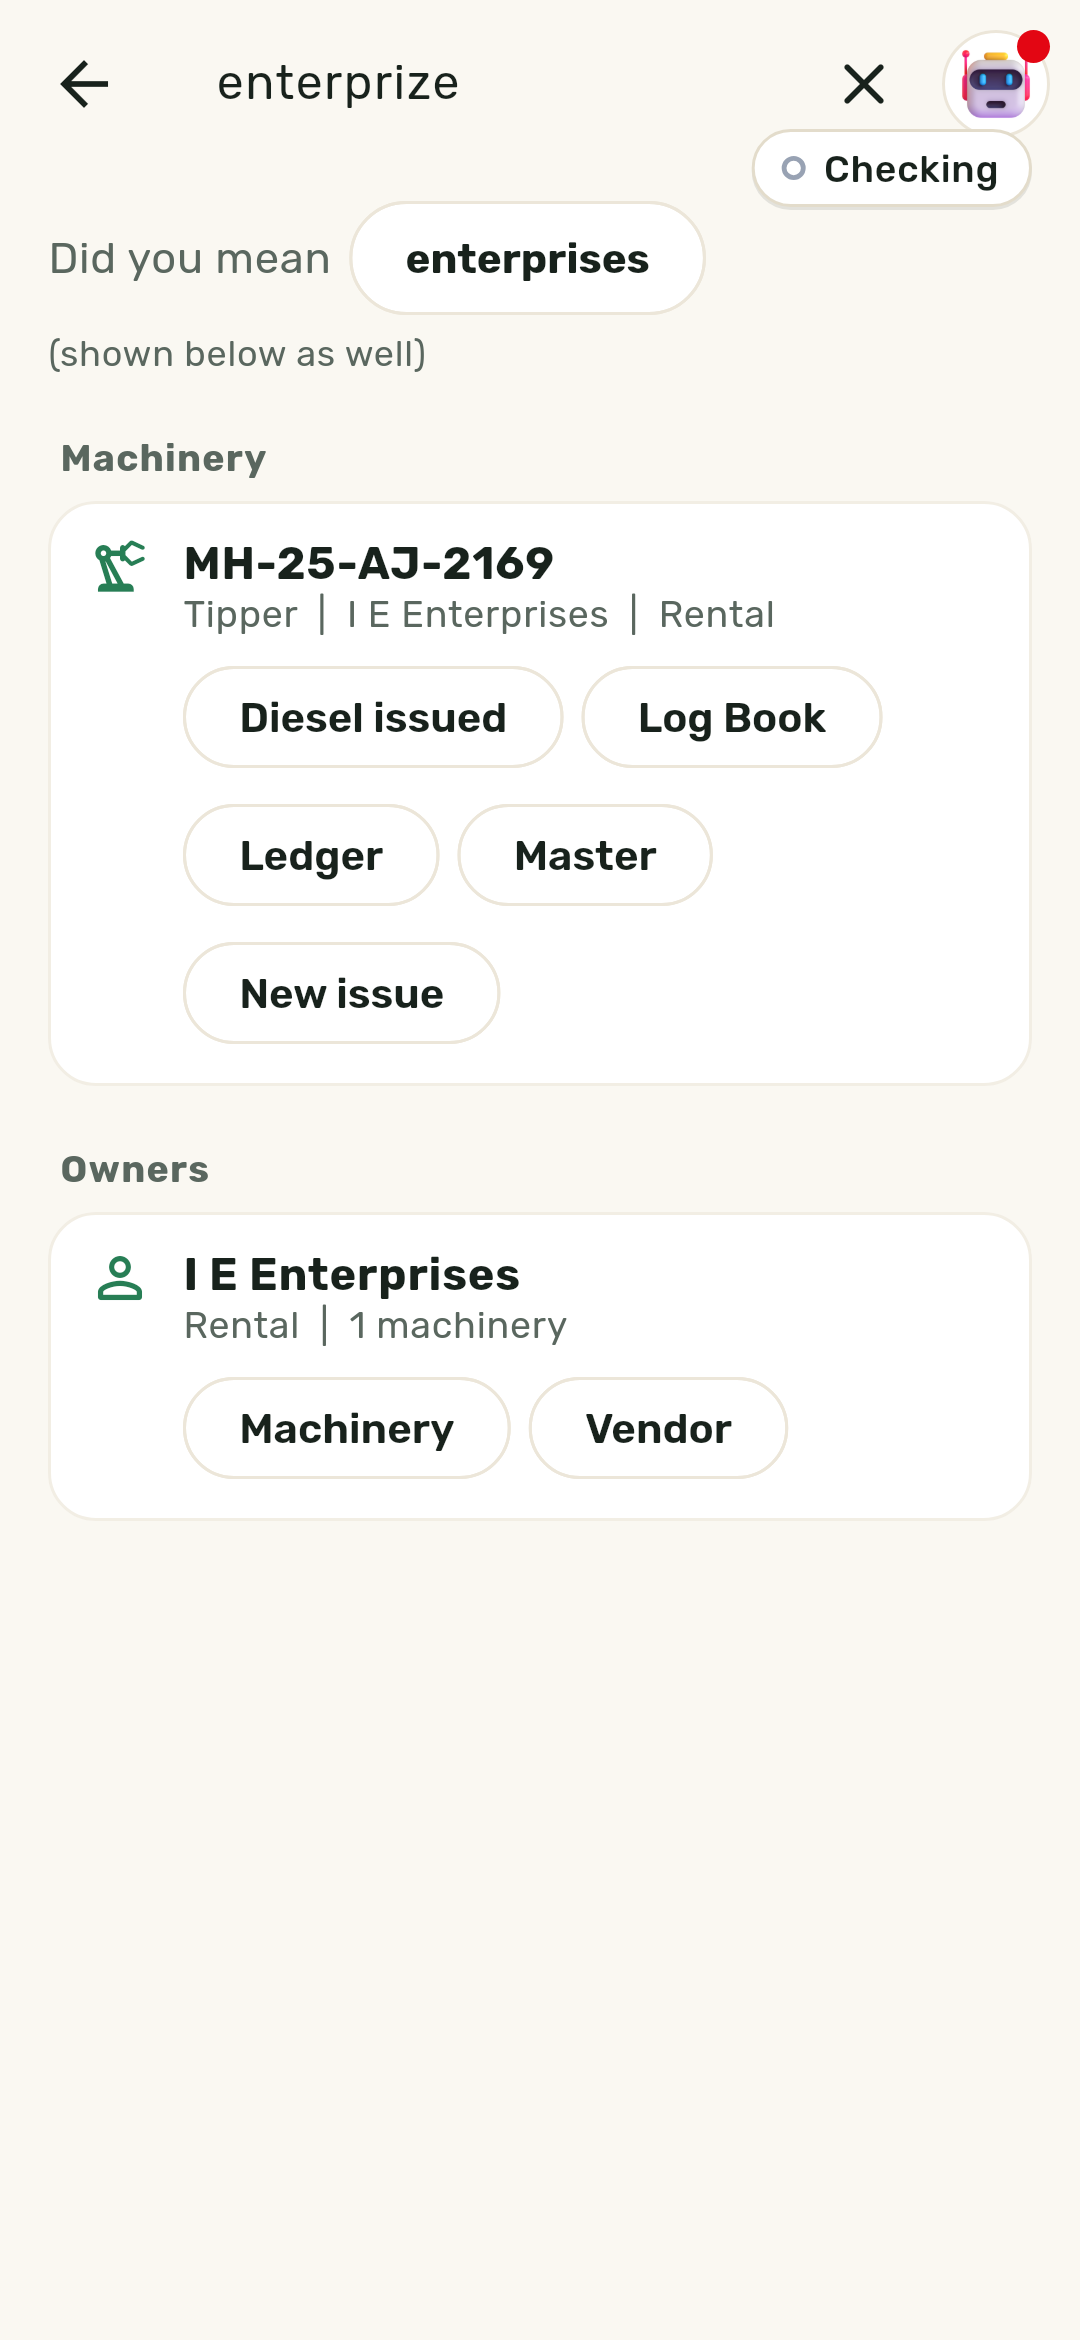 enterprize
Checking
Did you mean enterprises
(shown below as well)
Machinery
MH-25-AJ-2169
Tipper | I E Enterprises | Rental
Diesel issued Log Book
Ledger Master
New issue
Owners
I E Enterprises
Rental | 1 machinery
Machinery Vendor